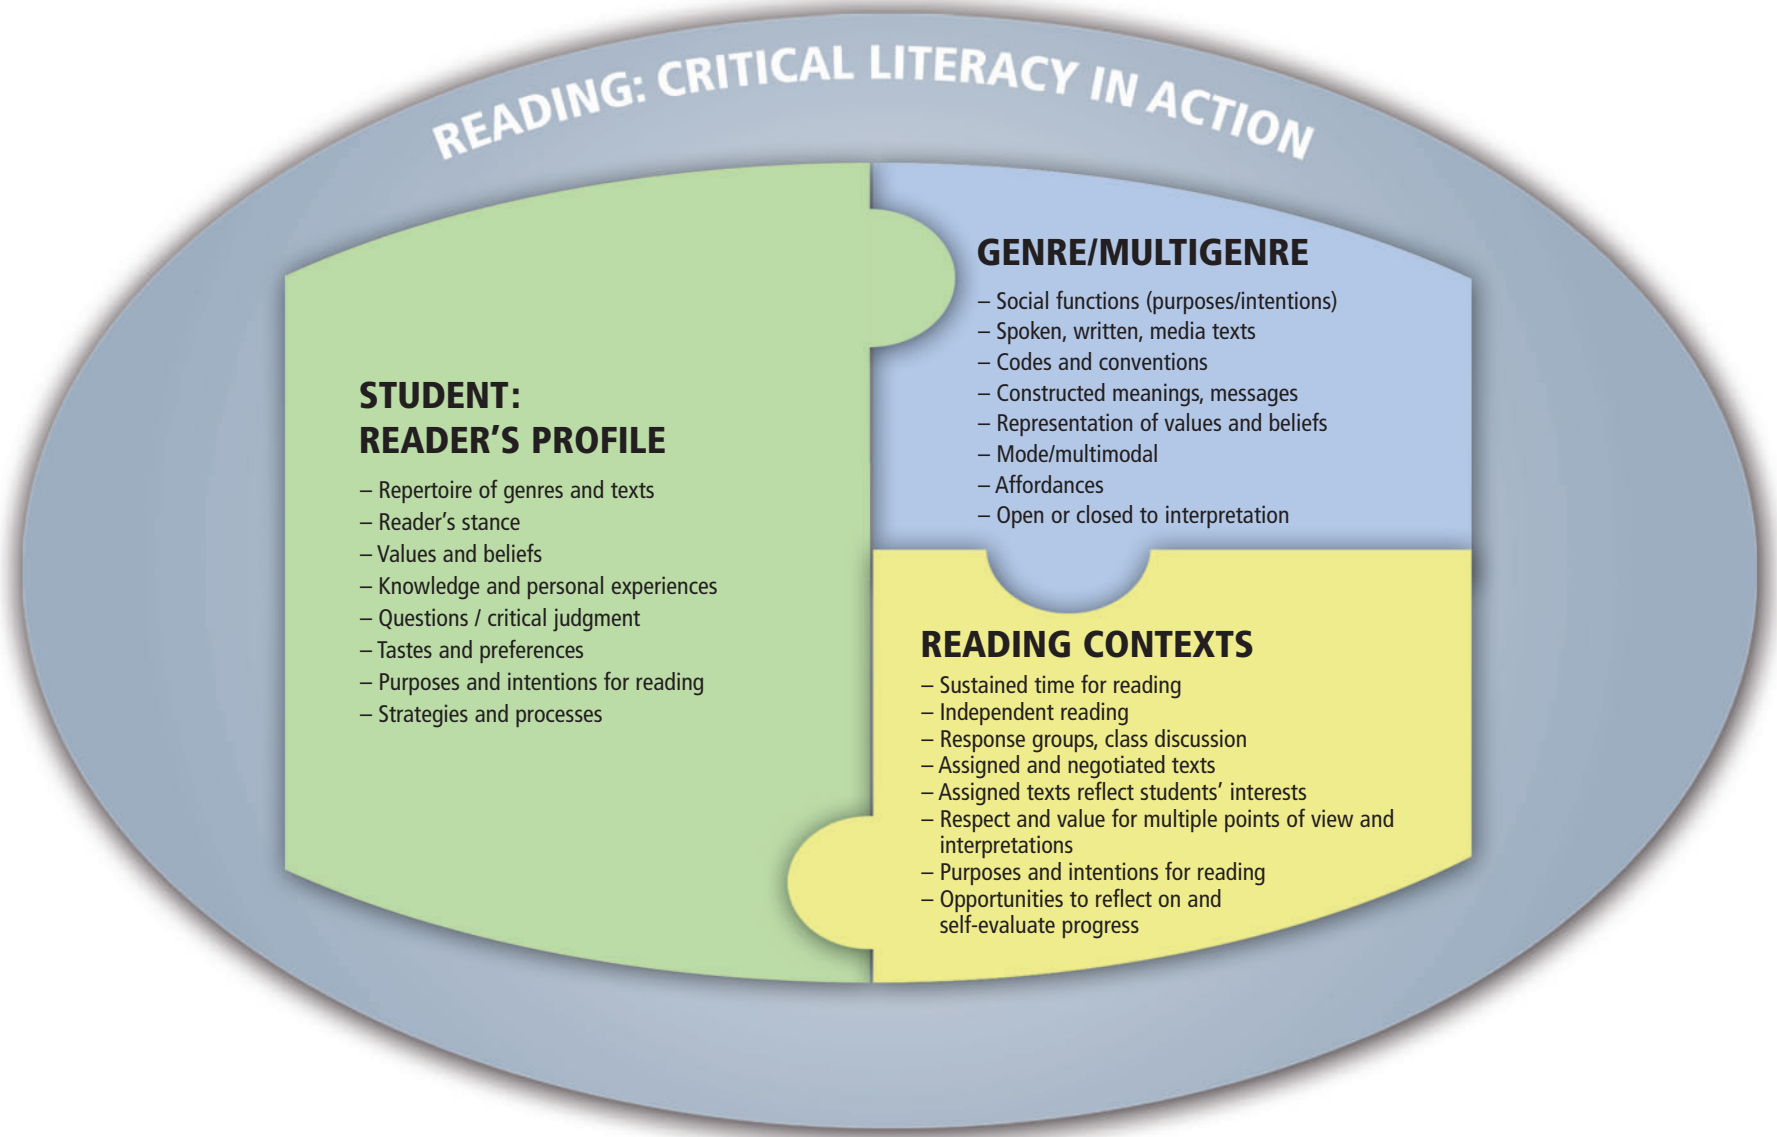 READING: CRITICAL LITERACY IN ACTION
STUDENT:
READER’S PROFILE
– Repertoire of genres and texts
– Reader’s stance
– Values and beliefs
– Knowledge and personal experiences
– Questions / critical judgment
– Tastes and preferences
– Purposes and intentions for reading
– Strategies and processes
GENRE/MULTIGENRE
– Social functions (purposes/intentions)
– Spoken, written, media texts
– Codes and conventions
– Constructed meanings, messages
– Representation of values and beliefs
– Mode/multimodal
– Affordances
– Open or closed to interpretation
READING CONTEXTS
– Sustained time for reading
– Independent reading
– Response groups, class discussion
– Assigned and negotiated texts
– Assigned texts reflect students’ interests
– Respect and value for multiple points of view and
interpretations
– Purposes and intentions for reading
– Opportunities to reflect on and
self-evaluate progress